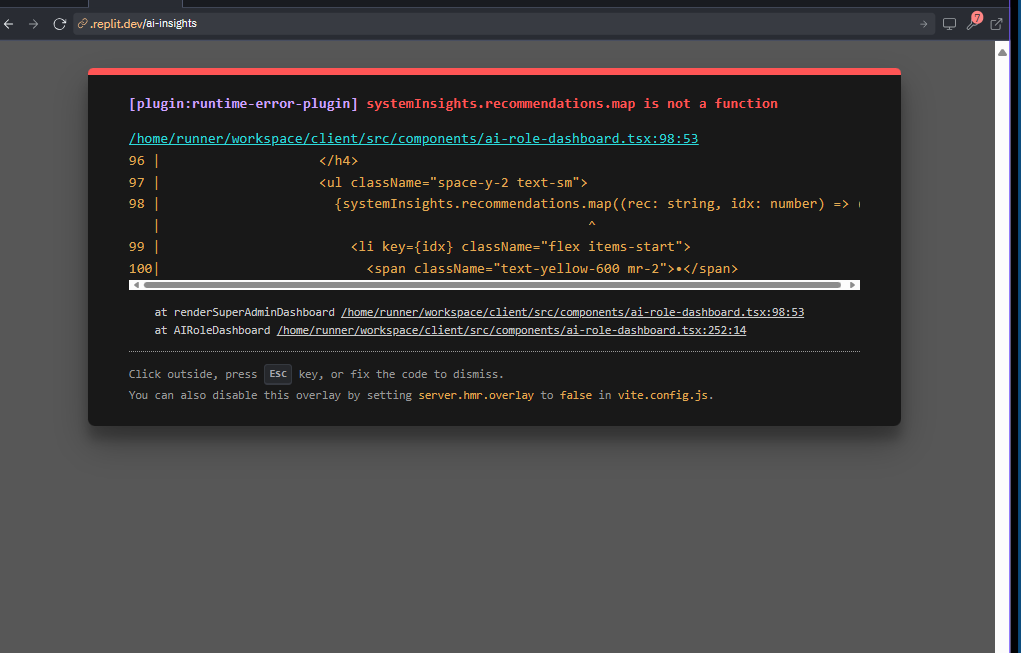 .replit.dev/ai-insights
7
[plugin:runtime-error-plugin] systemInsights.recommendations.map is not a function
/home/runner/workspace/client/src/components/ai-role-dashboard.tsx:98:53
96 | </h4>
97 | <ul className="space-y-2 text-sm">
98 | {systemInsights.recommendations.map((rec: string, idx: number) => (
| ^
99 | <li key={idx} className="flex items-start">
100| <span className="text-yellow-600 mr-2">•</span>
at renderSuperAdminDashboard /home/runner/workspace/client/src/components/ai-role-dashboard.tsx:98:53
at AIRoleDashboard /home/runner/workspace/client/src/components/ai-role-dashboard.tsx:252:14
Click outside, press Esc key, or fix the code to dismiss.
You can also disable this overlay by setting server.hmr.overlay to false in vite.config.js.